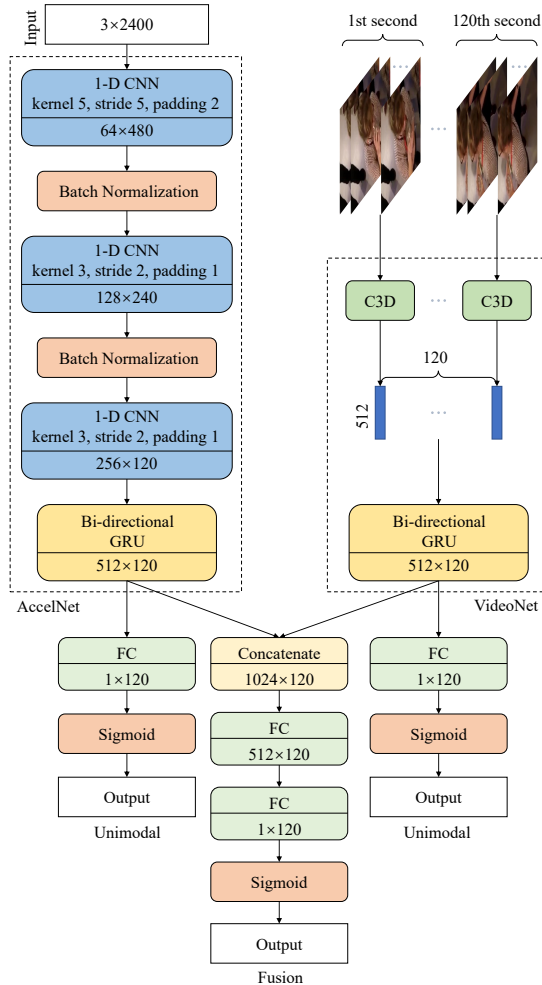 Input
3×2400
1-D CNN
kernel 5, stride 5, padding 2
64×480
Batch Normalization
1-D CNN
kernel 3, stride 2, padding 1
128×240
Batch Normalization
1-D CNN
kernel 3, stride 2, padding 1
256×120
Bi-directional
GRU
512×120
AccelNet
1st second
120th second
...
...
...
C3D
...
C3D
120
512
...
Bi-directional
GRU
512×120
VideoNet
FC
1×120
Sigmoid
Output
Unimodal
Concatenate
1024×120
FC
512×120
FC
1×120
Sigmoid
Output
Fusion
FC
1×120
Sigmoid
Output
Unimodal